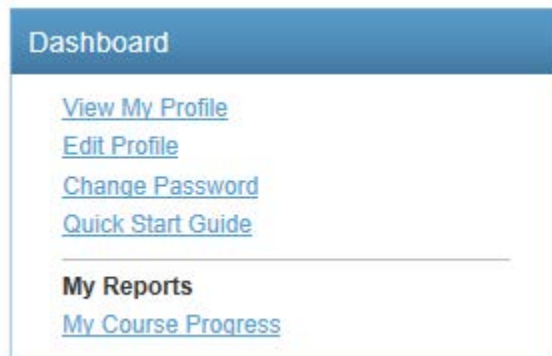 Dashboard
View My Profile
Edit Profile
Change Password
Quick Start Guide
My Reports
My Course Progress